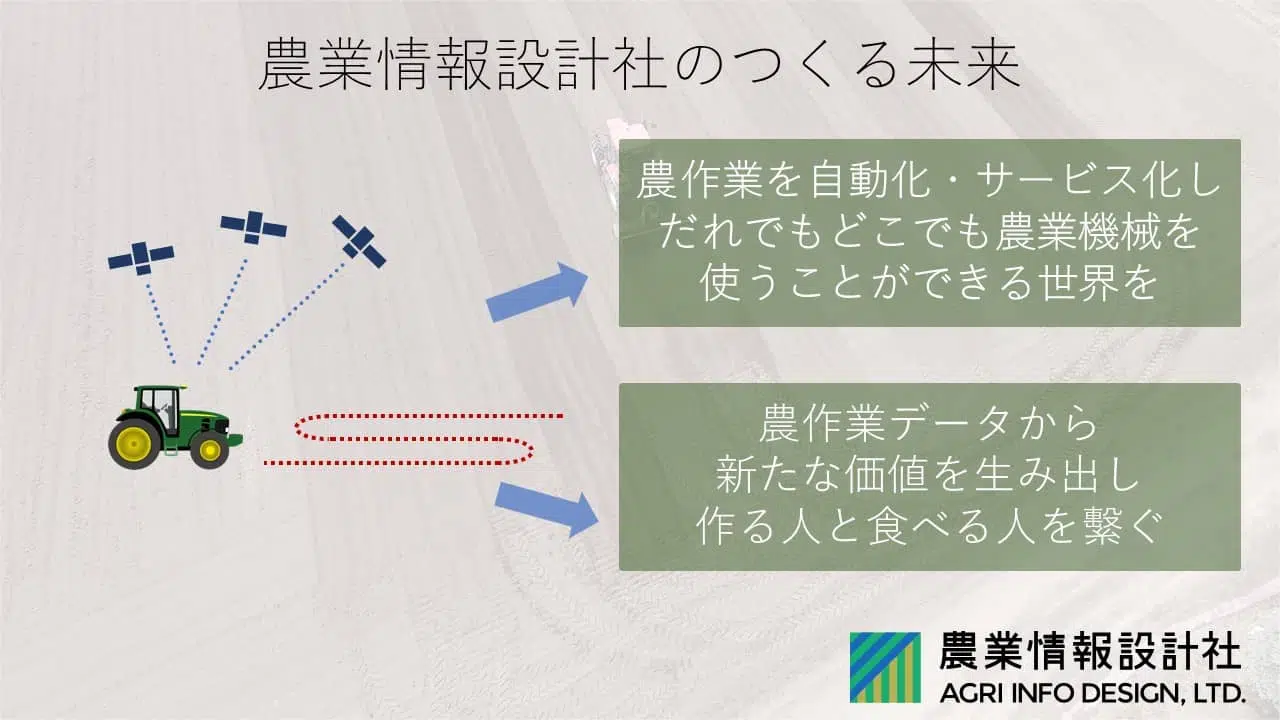 農業情報設計社のつくる未来
農作業を自動化・サービス化し
だれでもどこでも農業機械を
使うことができる世界を
農作業データから
新たな価値を生み出し
作る人と食べる人を繋ぐ
農業情報設計社
AGRI INFO DESIGN, LTD.